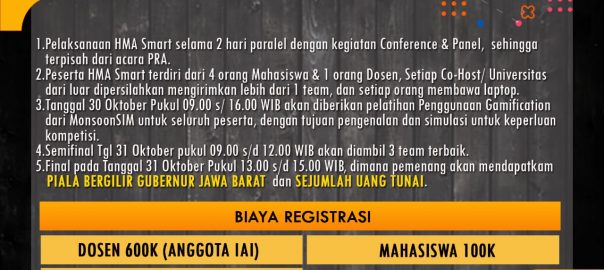 1.Pelaksanaan HMA Smart selama 2 hari paralel dengan kegiatan Conference & Panel, sehingga
terpisah dari acara PRA.
2.Peserta HMA Smart terdiri dari 4 orang Mahasiswa & 1 orang Dosen, Setiap Co-Host/ Universitas
dari luar dipersilahkan mengirimkan lebih dari 1 team, dan setiap orang membawa laptop.
3.Tanggal 30 Oktober Pukul 09.00 s/ 16.00 WIB akan diberikan pelatihan Penggunaan Gamification
dari MonsoonSIM untuk seluruh peserta, dengan tujuan pengenalan dan simulasi untuk keperluan
kompetisi.
4.Semifinal Tgl 31 Oktober pukul 09.00 s/d 12.00 WIB akan diambil 3 team terbaik.
5.Final pada Tanggal 31 Oktober Pukul 13.00 s/d 15.00 WIB, dimana pemenang akan mendapatkam
PIALA BERGILIR GUBERNUR JAWA BARAT dan SEJUMLAH UANG TUNAI.
BIAYA REGISTRASI
DOSEN 600K (ANGGOTA IAI)
MAHASISWA 100K